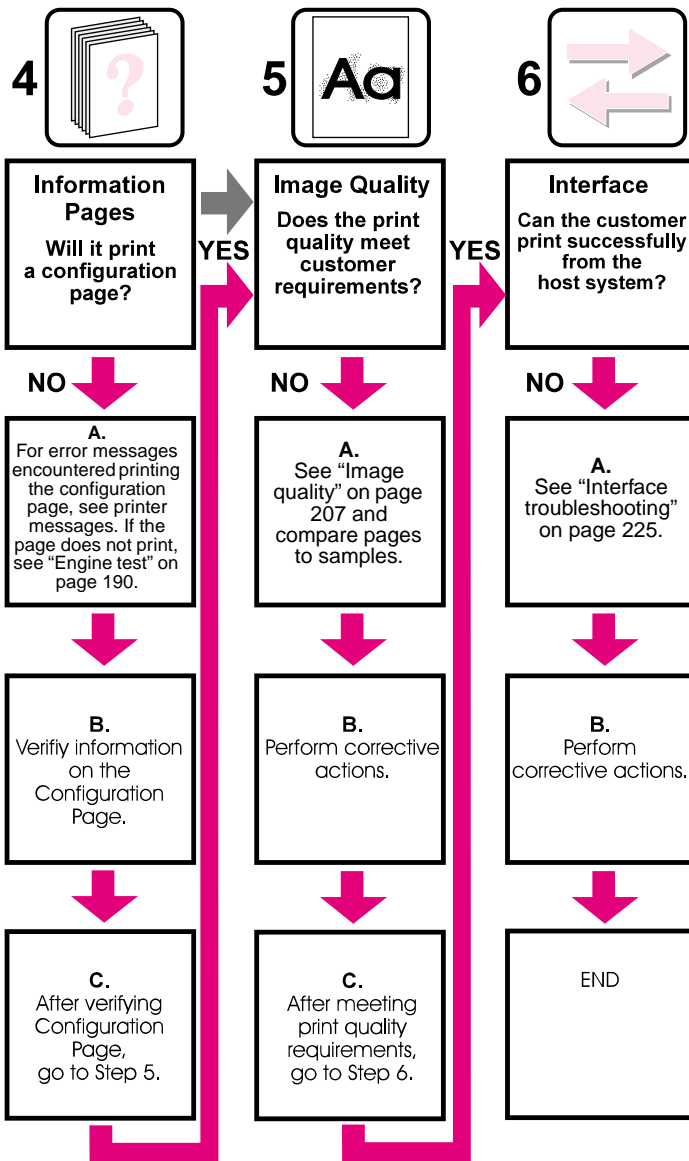 4
?
Information
Pages
Will it print
a configuration
page?
YES
NO
A.
For error messages
encountered printing
the configuration
page, see printer
messages. If the
page does not print,
see “Engine test” on
page 190.
B.
Verifiy information
on the
Configuration
Page.
C.
After verifying
Configuration
Page,
go to Step 5.
5
Aa
Image Quality
Does the print
quality meet
customer
requirements?
YES
NO
A.
See “Image
quality” on page
207 and
compare pages
to samples.
B.
Perform corrective
actions.
C.
After meeting
print quality
requirements,
go to Step 6.
6
Interface
Can the customer
print successfully
from the
host system?
NO
A.
See “Interface
troubleshooting”
on page 225.
B.
Perform
corrective actions.
END